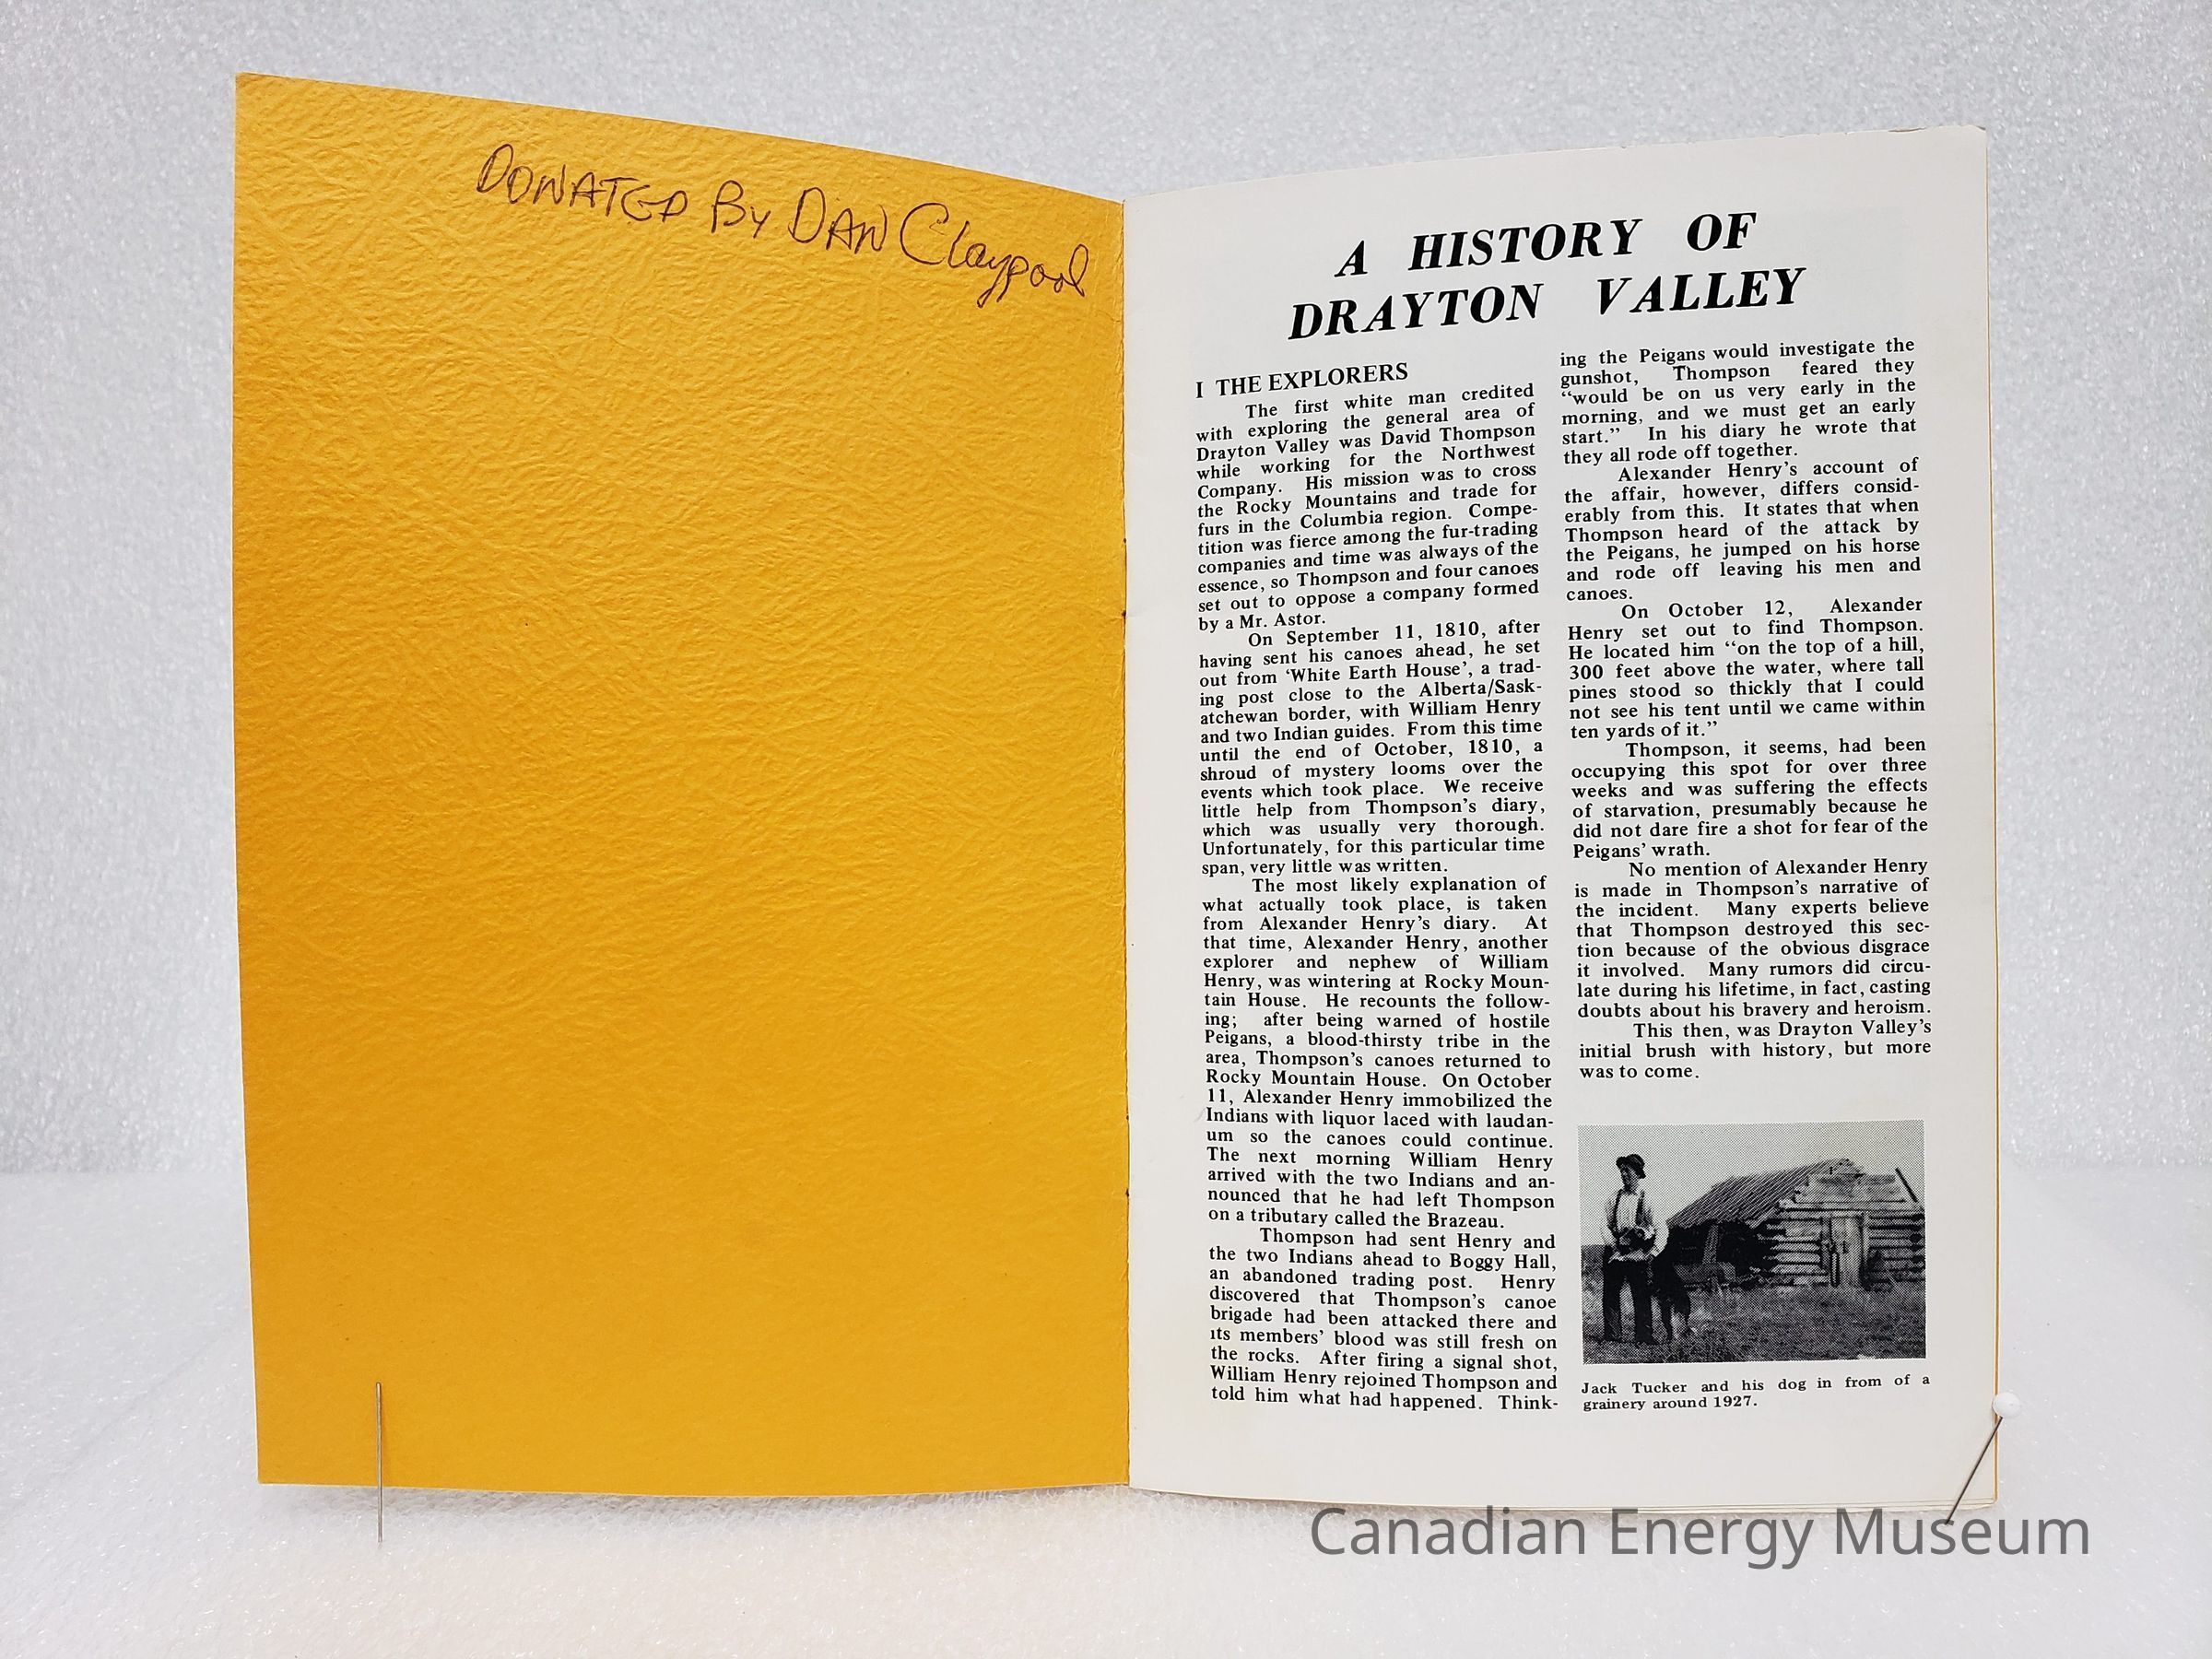 DONATED By DAN Claypool
A HISTORY OF
DRAYTON VALLEY
I THE EXPLORERS
The first white man credited
with exploring the general area of
Drayton Valley was David Thompson
while working for the Northwest
Company. His mission was to cross
the Rocky Mountains and trade for
furs in the Columbia region. Compe-
tition was fierce among the fur-trading
companies and time was always of the
essence, so Thompson and four canoes
set out to oppose a company formed
by a Mr. Astor.
On September 11, 1810, after
having sent his canoes ahead, he set
out from ‘White Earth House’, a trad-
ing post close to the Alberta/Sask-
atchewan border, with William Henry
and two Indian guides. From this time
until the end of October, 1810, a
shroud of mystery looms over the
events which took place. We receive
little help from Thompson’s diary,
which was usually very thorough.
Unfortunately, for this particular time
span, very little was written.
The most likely explanation of
what actually took place, is taken
from Alexander Henry’s diary. At
that time, Alexander Henry, another
explorer and nephew of William
Henry, was wintering at Rocky Moun-
tain House. He recounts the follow-
ing; after being warned of hostile
Peigans, a blood-thirsty tribe in the
area, Thompson’s canoes returned to
Rocky Mountain House. On October
11, Alexander Henry immobilized the
Indians with liquor laced with laudan-
um so the canoes could continue.
The next morning William Henry
arrived with the two Indians and an-
nounced that he had left Thompson
on a tributary called the Brazeau.
Thompson had sent Henry and
the two Indians ahead to Boggy Hall,
an abandoned trading post. Henry
discovered that Thompson’s canoe
brigade had been attacked there and
its members’ blood was still fresh on
the rocks. After firing a signal shot,
William Henry rejoined Thompson and
told him what had happened. Think-
ing the Peigans would investigate the
gunshot, Thompson feared they
“would be on us very early in the
morning, and we must get an early
start.” In his diary he wrote that
they all rode off together.
Alexander Henry’s account of
the affair, however, differs consid-
erably from this. It states that when
Thompson heard of the attack by
the Peigans, he jumped on his horse
and rode off leaving his men and
canoes.
On October 12, Alexander
Henry set out to find Thompson.
He located him “on the top of a hill,
300 feet above the water, where tall
pines stood so thickly that I could
not see his tent until we came within
ten yards of it.”
Thompson, it seems, had been
occupying this spot for over three
weeks and was suffering the effects
of starvation, presumably because he
did not dare fire a shot for fear of the
Peigans’ wrath.
No mention of Alexander Henry
is made in Thompson’s narrative of
the incident. Many experts believe
that Thompson destroyed this sec-
tion because of the obvious disgrace
it involved. Many rumors did circu-
late during his lifetime, in fact, casting
doubts about his bravery and heroism.
This then, was Drayton Valley’s
initial brush with history, but more
was to come.
Jack Tucker and his dog in from of a
grainery around 1927.
Canadian Energy Museum